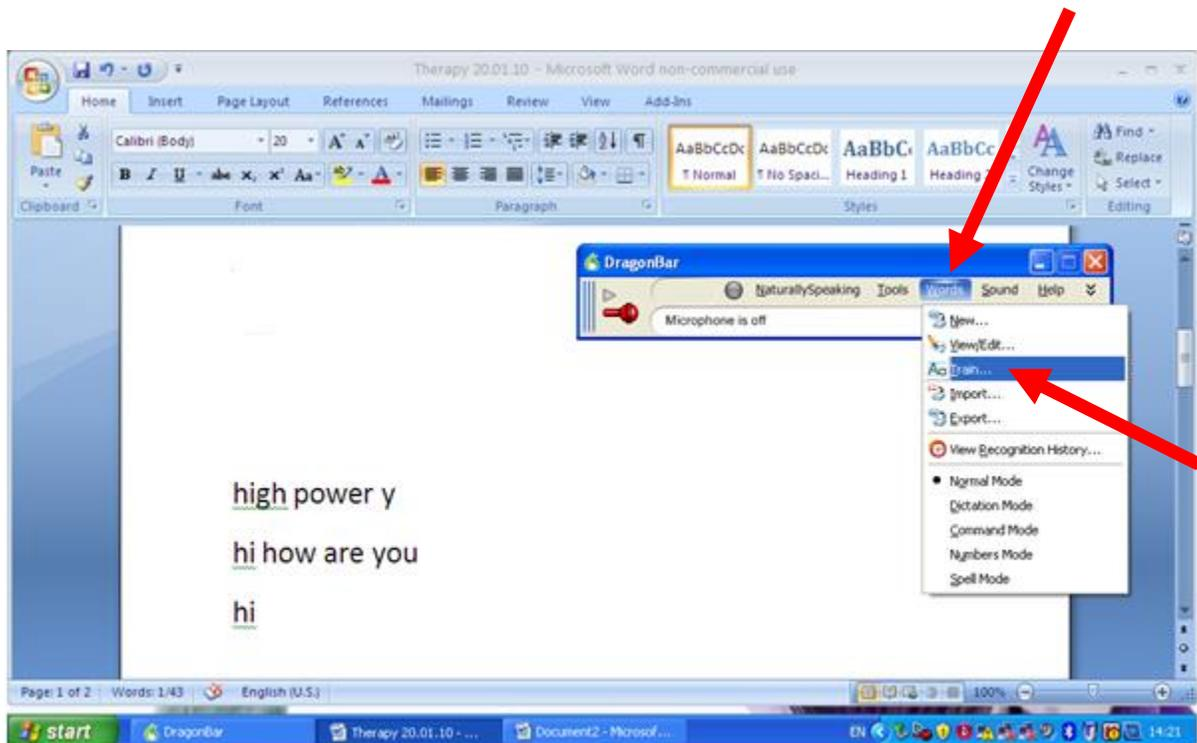 Therapy 20.01.10 - Microsoft Word non-commercial use
Home Insert Page Layout References Mailings Review View Add-Ins
Calibri (Body) 20
Paste
B I U abc x, x' Aa A
AaBbCcDc AaBbCcDc AaBbC AaBbCc
¶ Normal ¶ No Spaci... Heading 1 Heading 2
Change Styles
Find
Replace
Select
Clipboard Font Paragraph Styles Editing
DragonBar
NaturallySpeaking Tools Words Sound Help
Microphone is off
New...
View/Edit...
Train...
Import...
Export...
View Recognition History...
Normal Mode
Dictation Mode
Command Mode
Numbers Mode
Spell Mode
high power y
hi how are you
hi
Page: 1 of 2 Words: 1/43 English (U.S.) 100%
start DragonBar Therapy 20.01.10 - ... Document2 - Microsof... EN 14:21